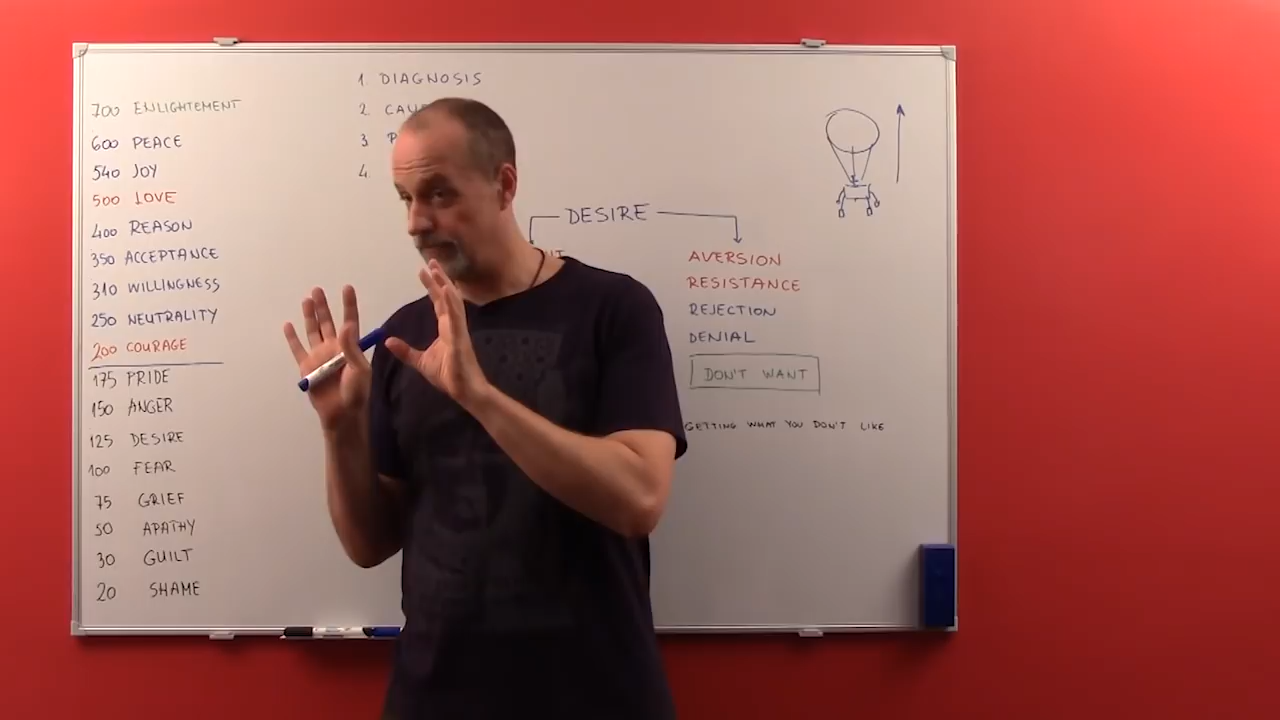 700 ENLIGHTEMENT
600 PEACE
540 JOY
500 LOVE
400 REASON
350 ACCEPTANCE
310 WILLINGNESS
250 NEUTRALITY
200 COURAGE
175 PRIDE
150 ANGER
125 DESIRE
100 FEAR
75 GRIEF
50 APATHY
30 GUILT
20 SHAME
1. DIAGNOSIS
2.
3
4.
DESIRE
AVERSION
RESISTANCE
REJECTION
DENIAL
DON'T WANT
GETTING WHAT YOU DON'T LIKE